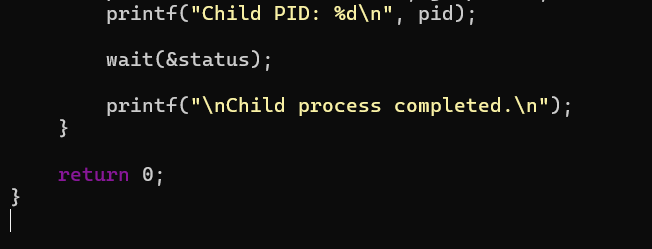 printf("Child PID: %d\n", pid);

        wait(&status);

        printf("\nChild process completed.\n");
    }

    return 0;
}